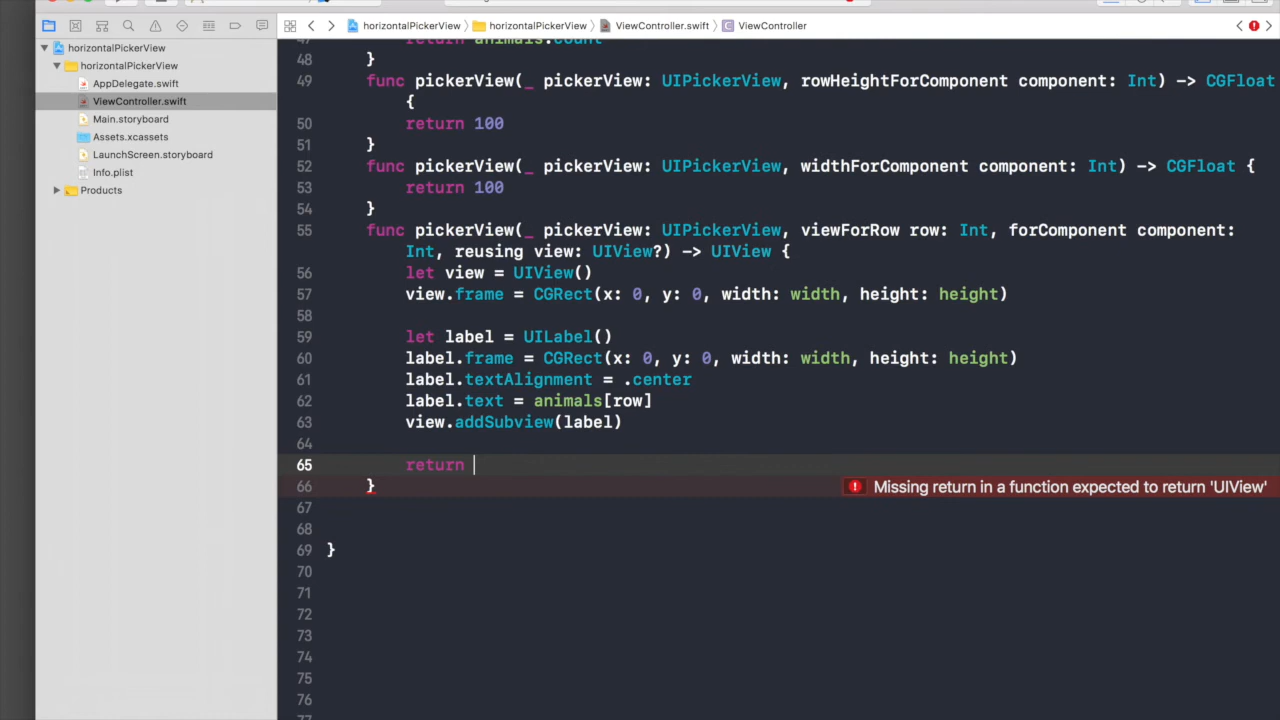 horizontalPickerView horizontalPickerView ViewController.swift ViewController
horizontalPickerView
horizontalPickerView
AppDelegate.swift
ViewController.swift
Main.storyboard
Assets.xcassets
LaunchScreen.storyboard
Info.plist
Products
47 return animals.count
48 }
49 func pickerView(_ pickerView: UIPickerView, rowHeightForComponent component: Int) -> CGFloat
{
50 return 100
51 }
52 func pickerView(_ pickerView: UIPickerView, widthForComponent component: Int) -> CGFloat {
53 return 100
54 }
55 func pickerView(_ pickerView: UIPickerView, viewForRow row: Int, forComponent component:
Int, reusing view: UIView?) -> UIView {
56 let view = UIView()
57 view.frame = CGRect(x: 0, y: 0, width: width, height: height)
58
59 let label = UILabel()
60 label.frame = CGRect(x: 0, y: 0, width: width, height: height)
61 label.textAlignment = .center
62 label.text = animals[row]
63 view.addSubview(label)
64
65 return
66 } Missing return in a function expected to return 'UIView'
67
68
69 }
70
71
72
73
74
75
76